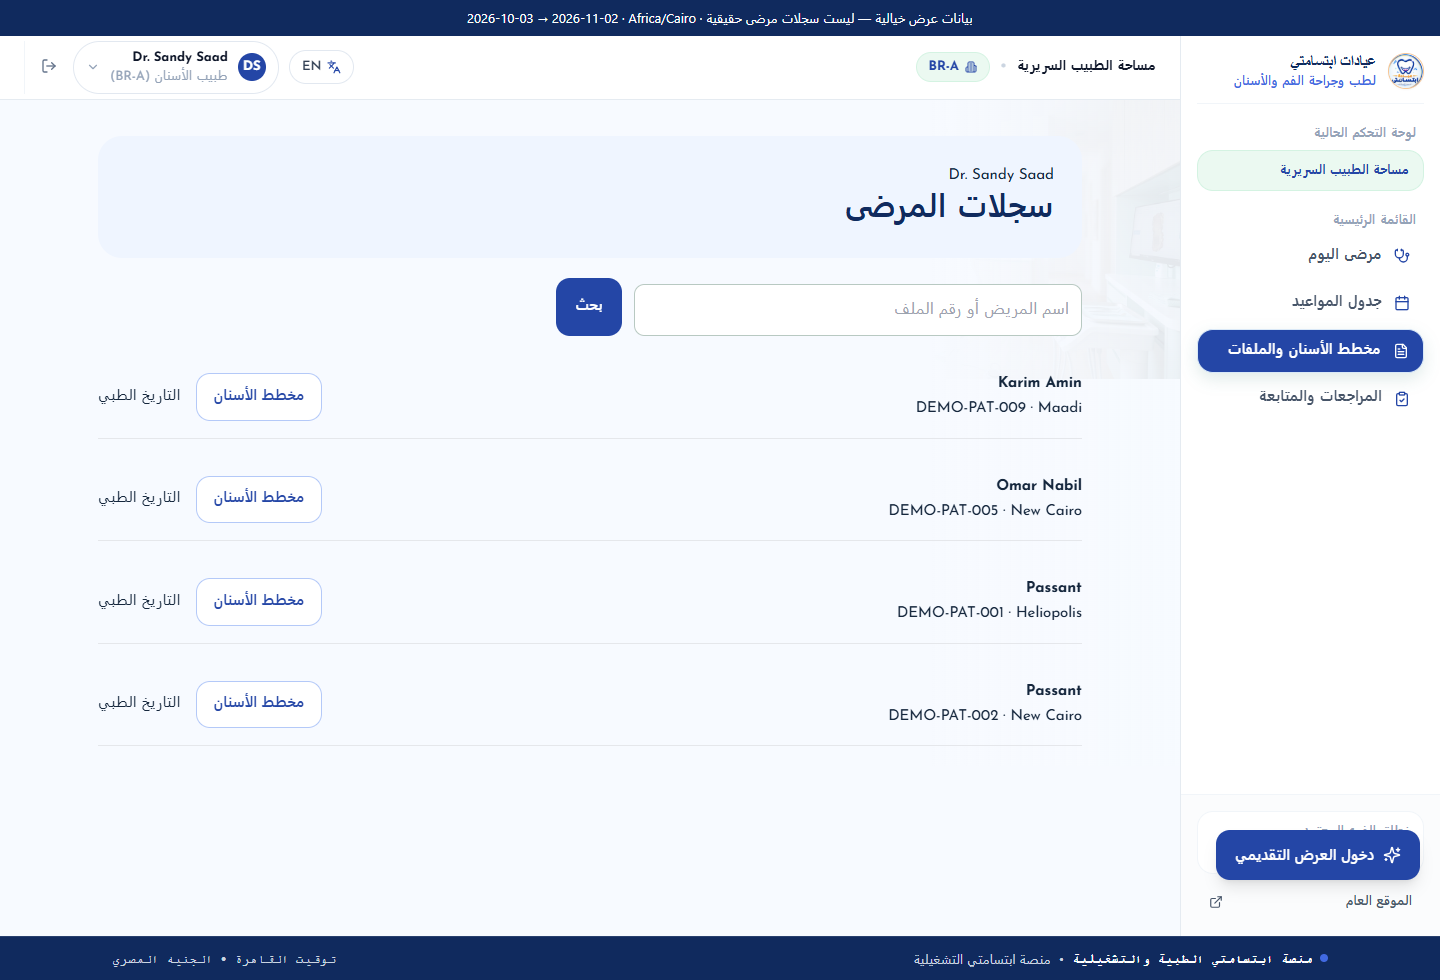 بيانات عرض خيالية — ليست سجلات مرضى حقيقية · 2026-10-03 → 2026-11-02 · Africa/Cairo
عيادات ابتسامتي
لطب وجراحة الفم والأسنان
مساحة الطبيب السريرية • BR-A
EN
Dr. Sandy Saad
طبيب الأسنان (BR-A)
DS
لوحة التحكم الحالية
مساحة الطبيب السريرية
القائمة الرئيسية
مرضى اليوم
جدول المواعيد
مخطط الأسنان والملفات
المراجعات والمتابعة
Dr. Sandy Saad
سجلات المرضى
اسم المريض أو رقم الملف
بحث
Karim Amin
DEMO-PAT-009 · Maadi
مخطط الأسنان
التاريخ الطبي
Omar Nabil
DEMO-PAT-005 · New Cairo
مخطط الأسنان
التاريخ الطبي
Passant
DEMO-PAT-001 · Heliopolis
مخطط الأسنان
التاريخ الطبي
Passant
DEMO-PAT-002 · New Cairo
مخطط الأسنان
التاريخ الطبي
دخول العرض التقديمي
الموقع العام
منصة ابتسامتي الطبية والتشغيلية • منصة ابتسامتي التشغيلية
توقيت القاهرة • الجنيه المصري